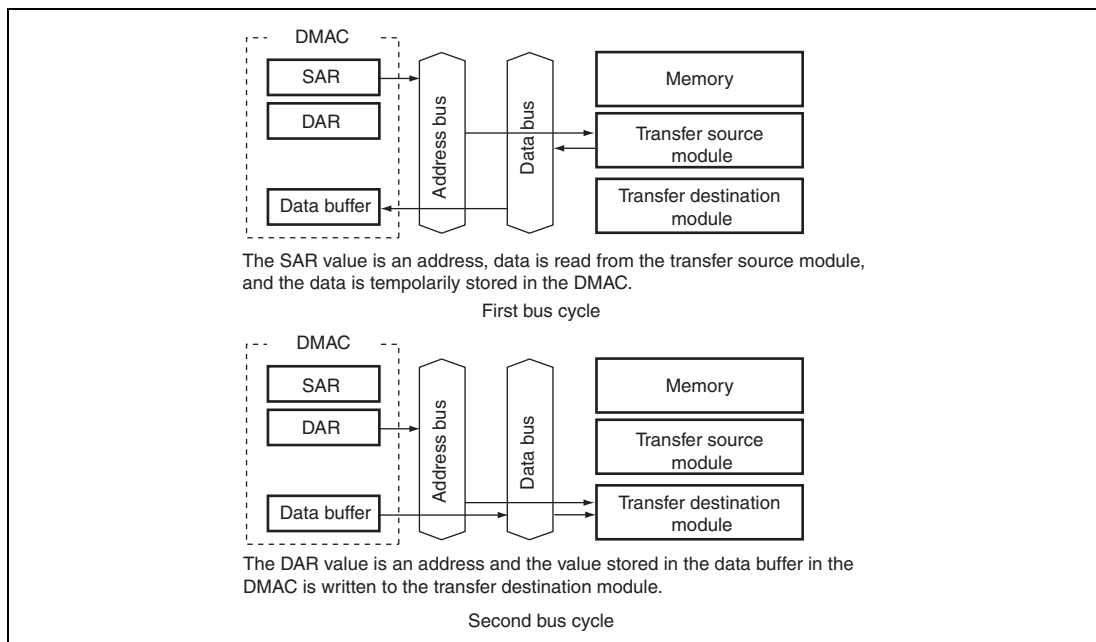 DMAC
SAR
DAR
Data buffer
Address bus
Data bus
Memory
Transfer source
module
Transfer destination
module
The SAR value is an address, data is read from the transfer source module,
and the data is tempolarily stored in the DMAC.
First bus cycle
DMAC
SAR
DAR
Data buffer
Address bus
Data bus
Memory
Transfer source
module
Transfer destination
module
The DAR value is an address and the value stored in the data buffer in the
DMAC is written to the transfer destination module.
Second bus cycle